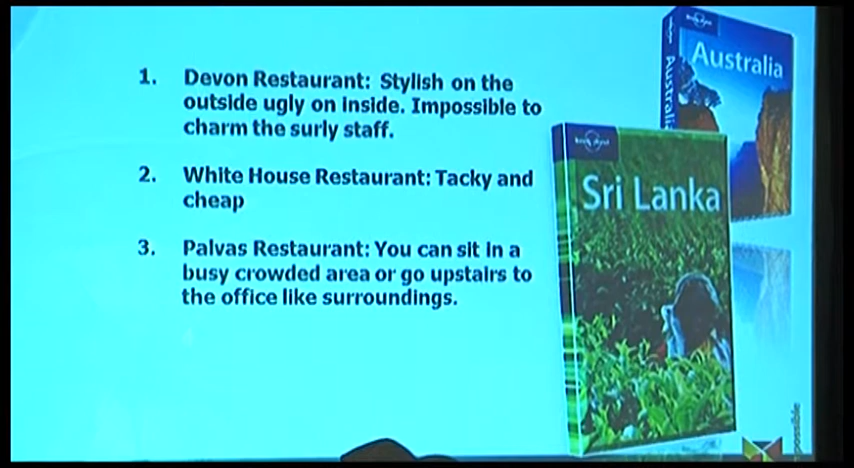 1. Devon Restaurant: Stylish on the
outside ugly on inside. Impossible to
charm the surly staff.
2. White House Restaurant: Tacky and
cheap
3. Palvas Restaurant: You can sit in a
busy crowded area or go upstairs to
the office like surroundings.
Australia
Australia
Sri Lanka